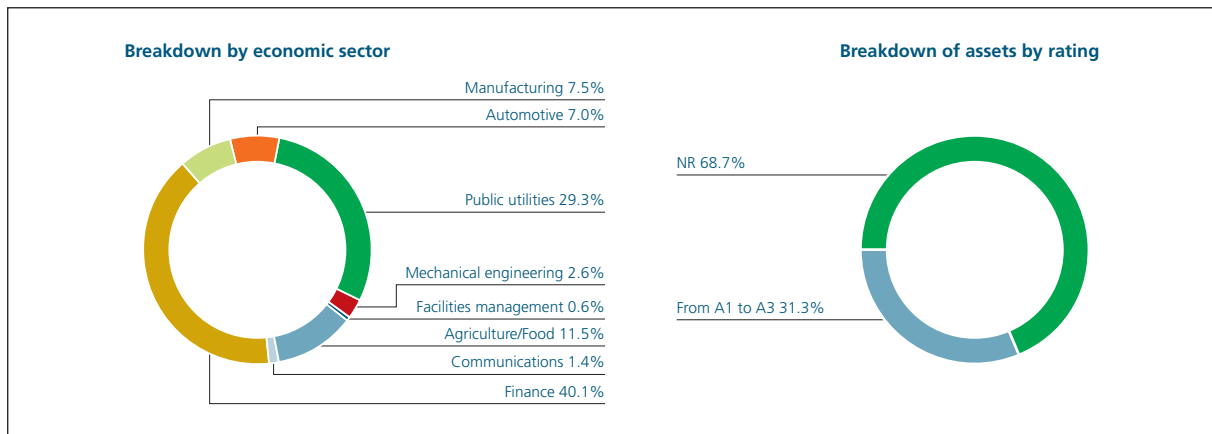 Breakdown by economic sector
Manufacturing 7.5%
Automotive 7.0%
Public utilities 29.3%
Mechanical engineering 2.6%
Facilities management 0.6%
Agriculture/Food 11.5%
Communications 1.4%
Finance 40.1%
Breakdown of assets by rating
NR 68.7%
From A1 to A3 31.3%